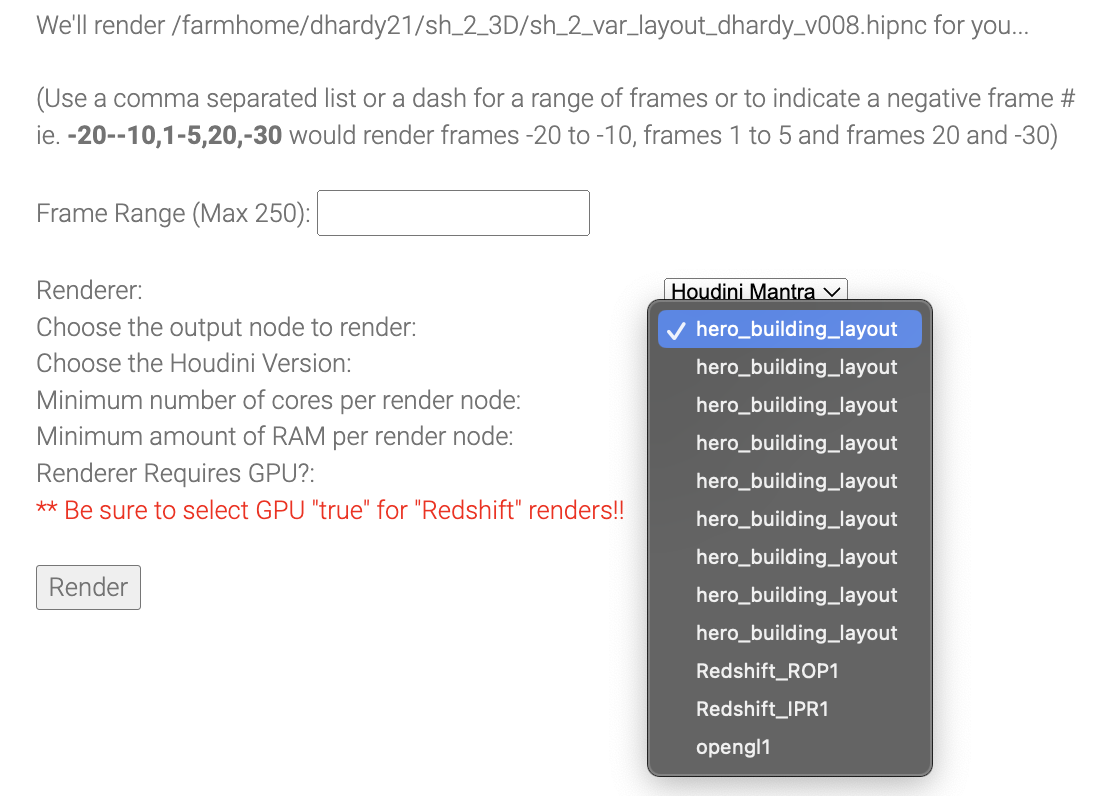 We'll render /farmhome/dhardy21/sh_2_3D/sh_2_var_layout_dhardy_v008.hipnc for you...
(Use a comma separated list or a dash for a range of frames or to indicate a negative frame #
ie. -20--10,1-5,20,-30 would render frames -20 to -10, frames 1 to 5 and frames 20 and -30)
Frame Range (Max 250):
Renderer: Houdini Mantra
Choose the output node to render:
Choose the Houdini Version:
Minimum number of cores per render node:
Minimum amount of RAM per render node:
Renderer Requires GPU?:
** Be sure to select GPU "true" for "Redshift" renders!!
Render
hero_building_layout
hero_building_layout
hero_building_layout
hero_building_layout
hero_building_layout
hero_building_layout
hero_building_layout
hero_building_layout
hero_building_layout
Redshift_ROP1
Redshift_IPR1
opengl1